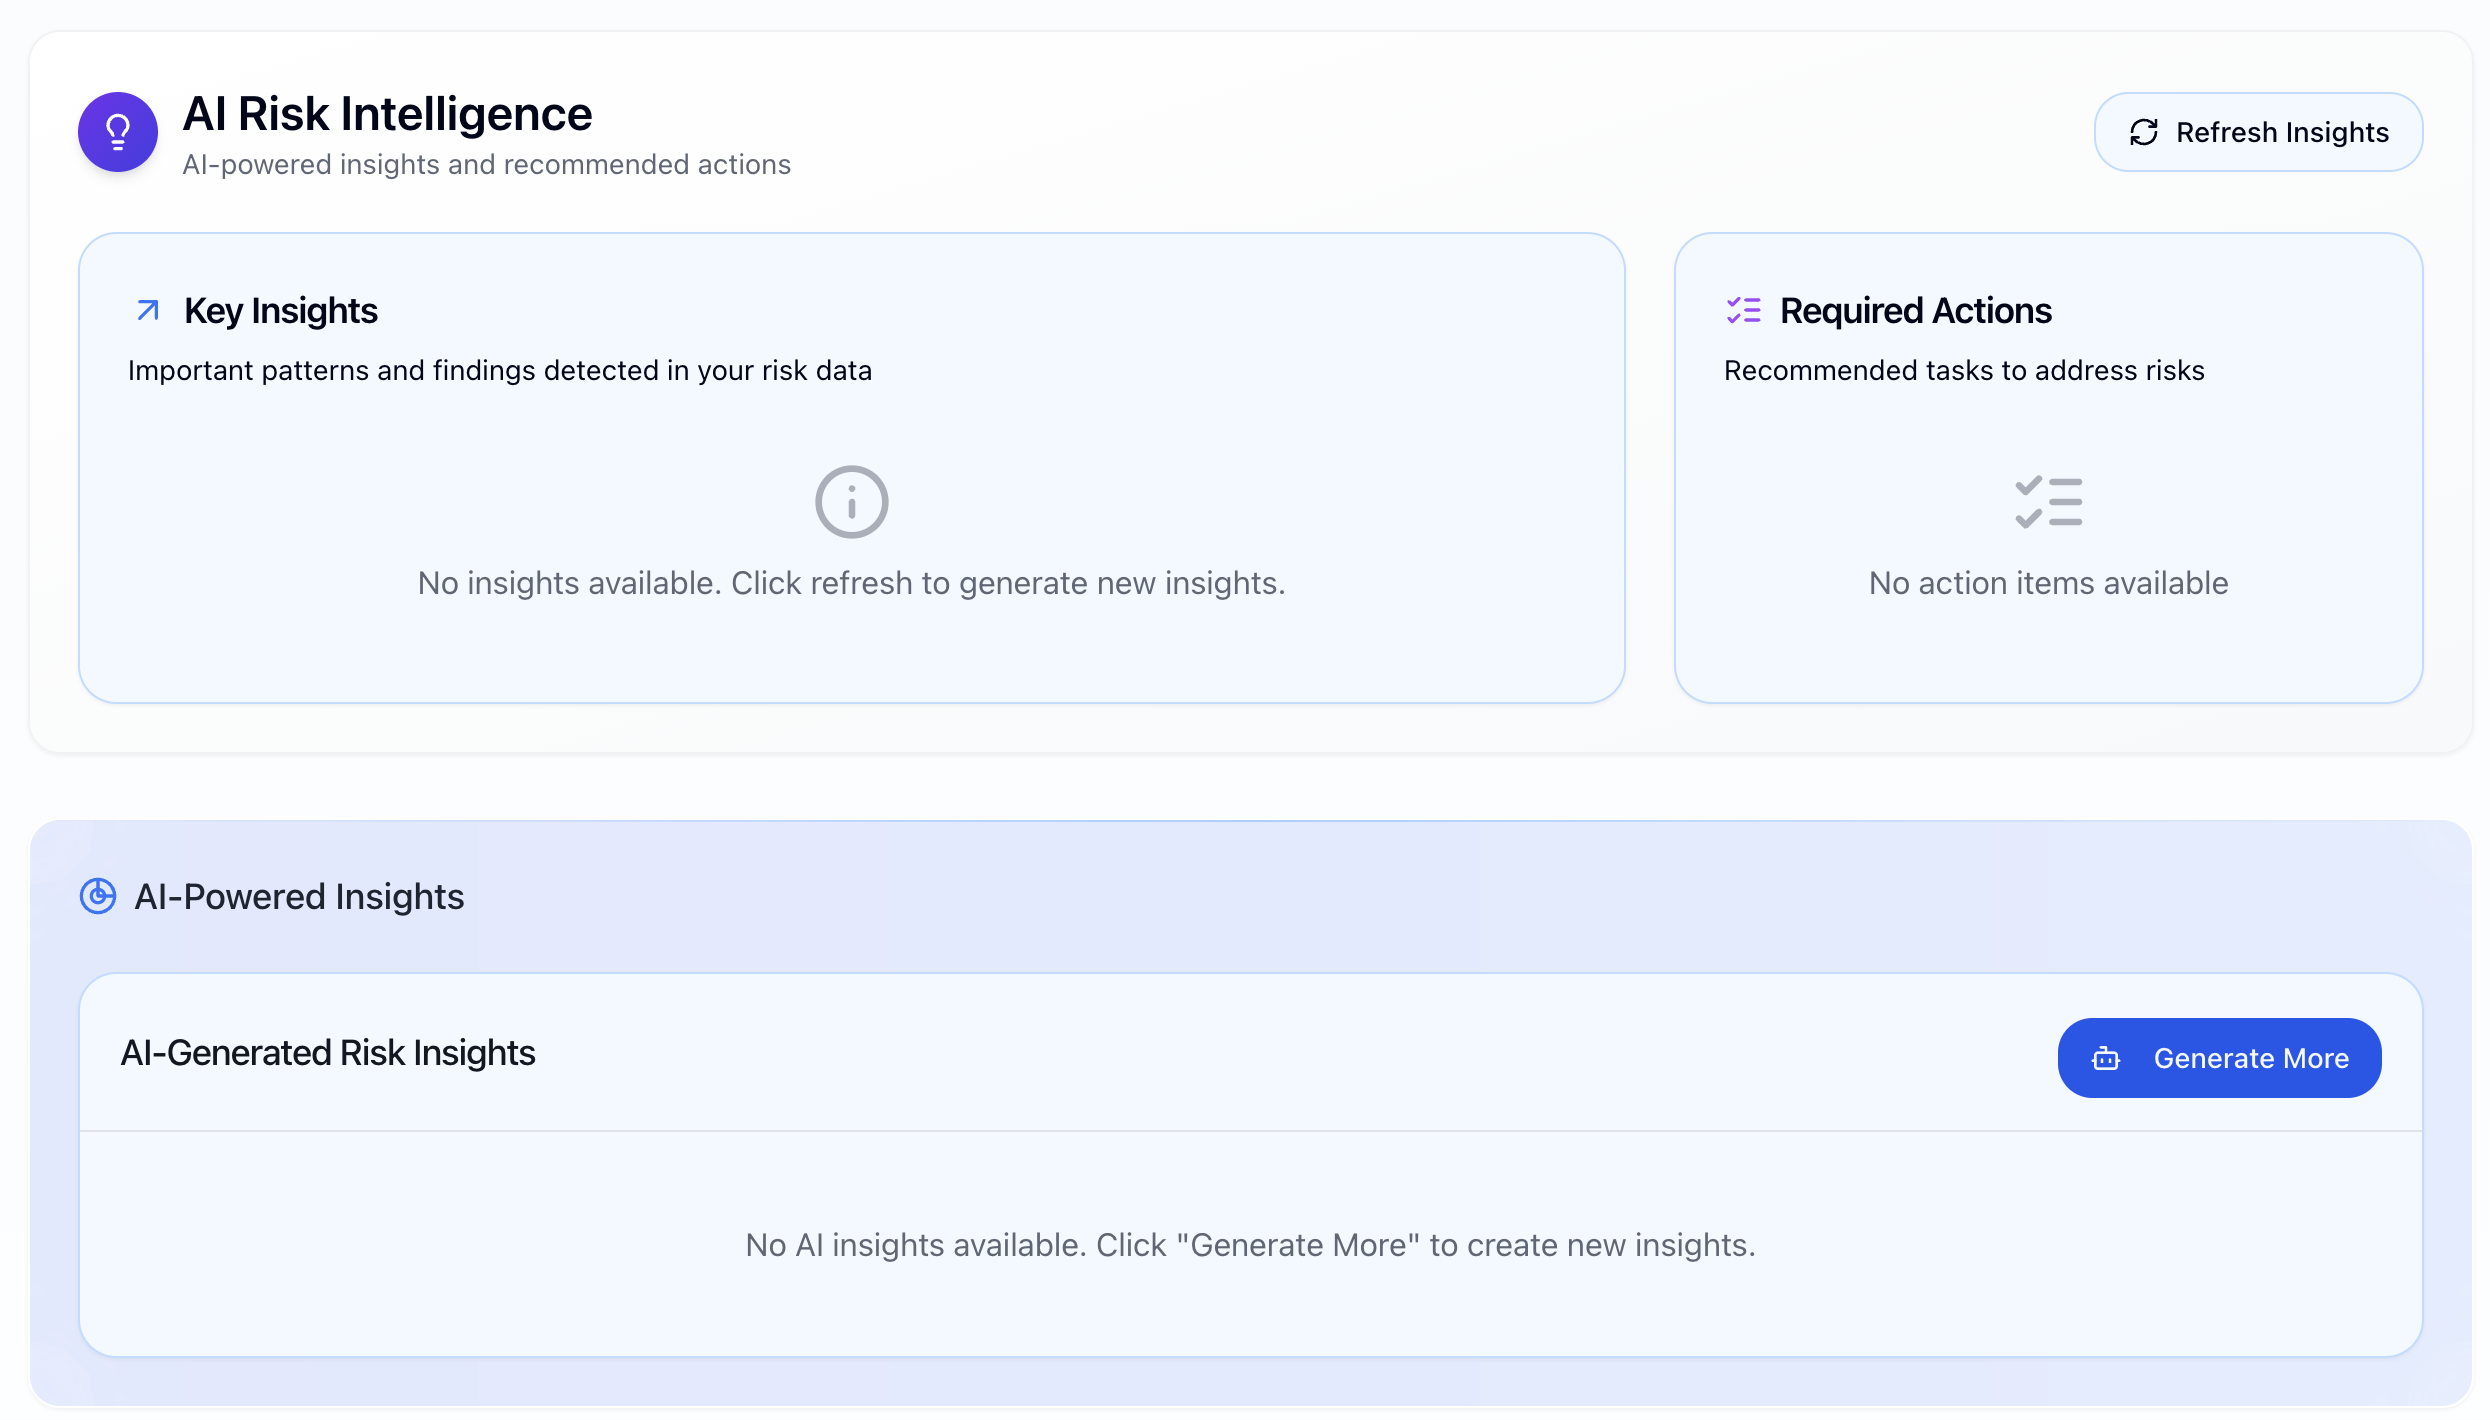 AI Risk Intelligence
AI-powered insights and recommended actions
Refresh Insights
Key Insights
Important patterns and findings detected in your risk data
No insights available. Click refresh to generate new insights.
Required Actions
Recommended tasks to address risks
No action items available
AI-Powered Insights
AI-Generated Risk Insights
Generate More
No AI insights available. Click "Generate More" to create new insights.